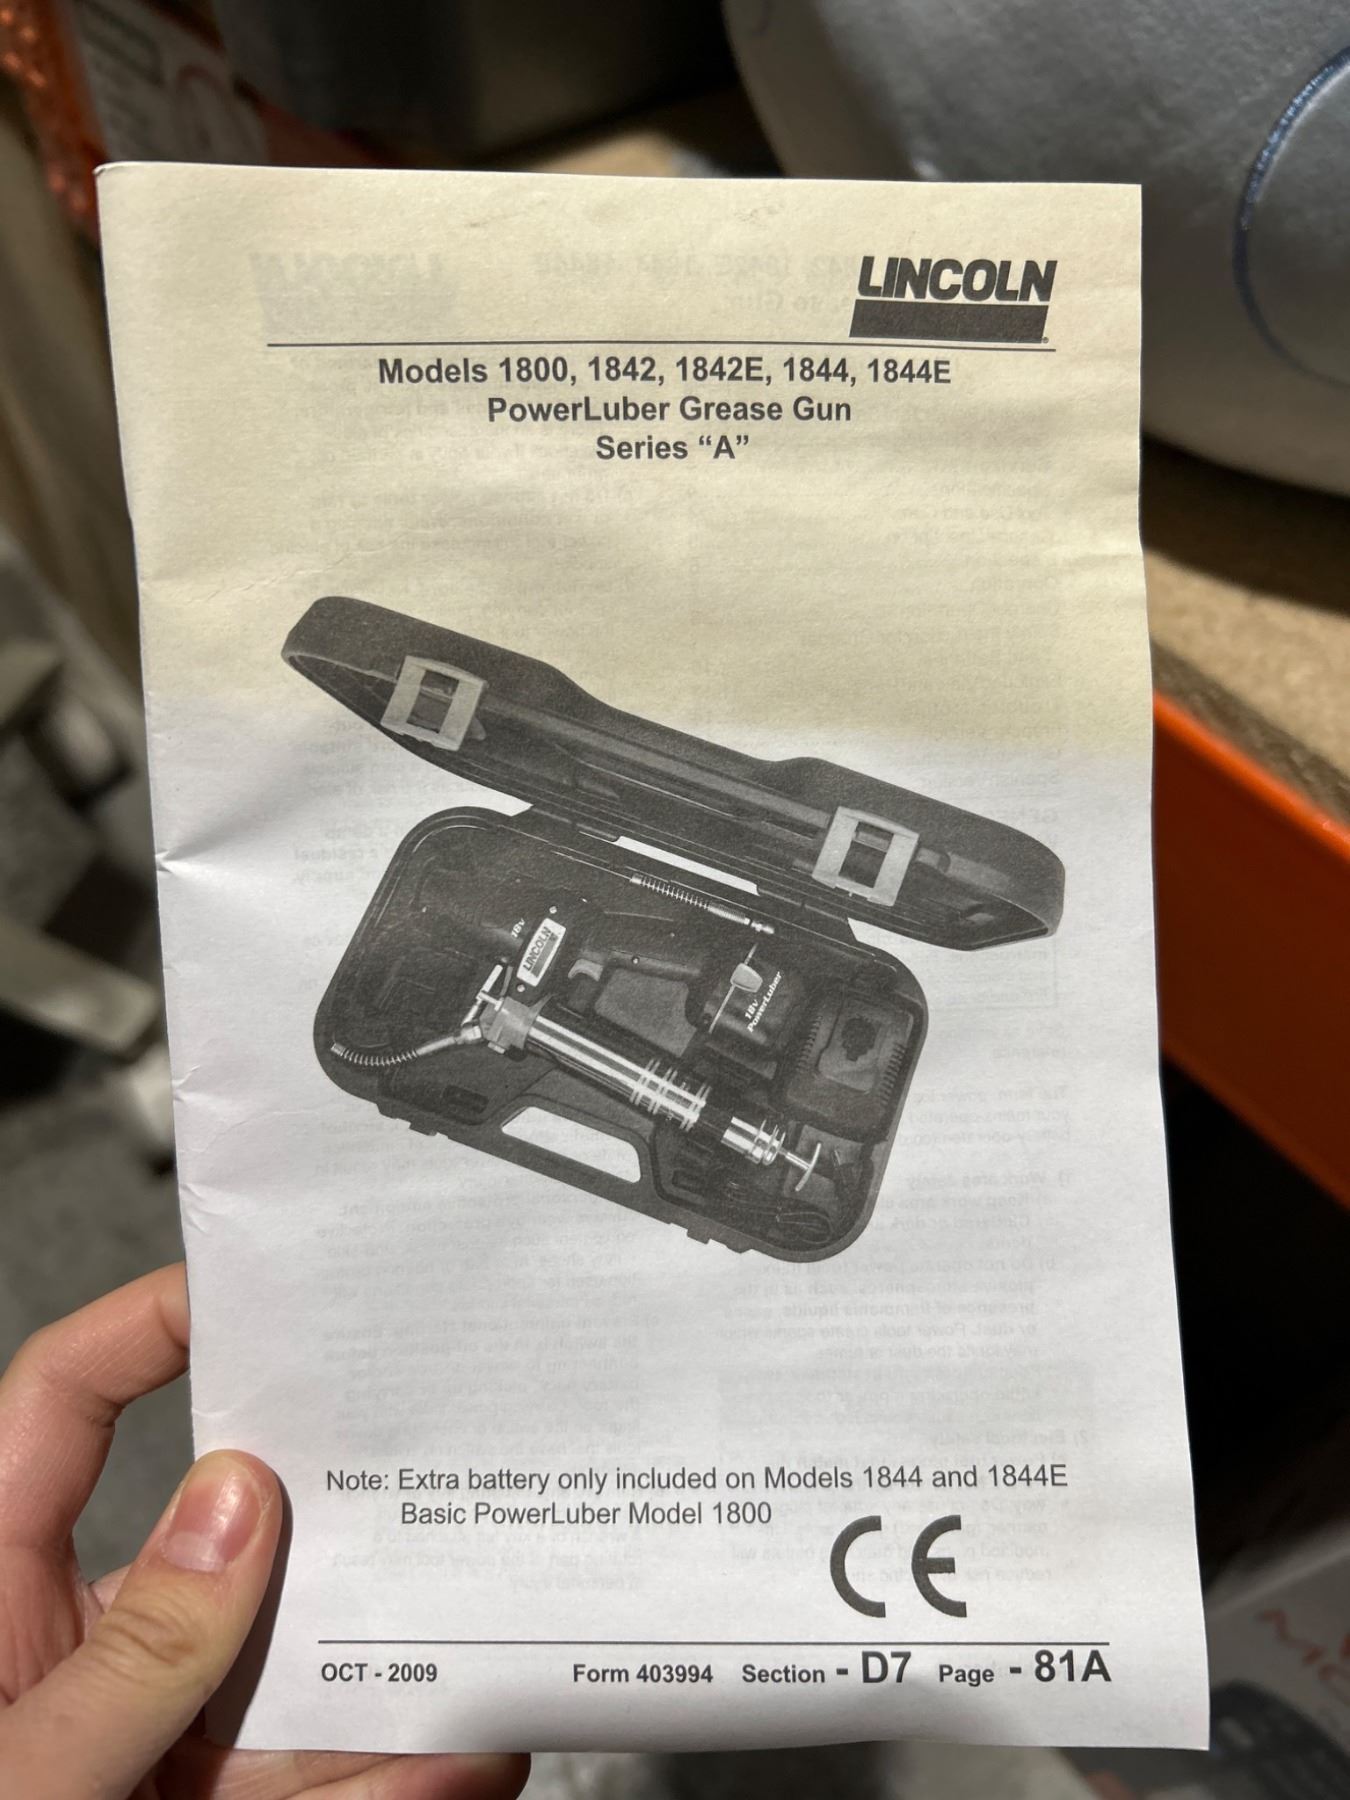 LINCOLN
Models 1800, 1842, 1842E, 1844, 1844E
PowerLuber Grease Gun
Series “A”
18v
LINCOLN
18v
PowerLuber
Note: Extra battery only included on Models 1844 and 1844E
Basic PowerLuber Model 1800
CE
OCT - 2009 Form 403994 Section - D7 Page - 81A